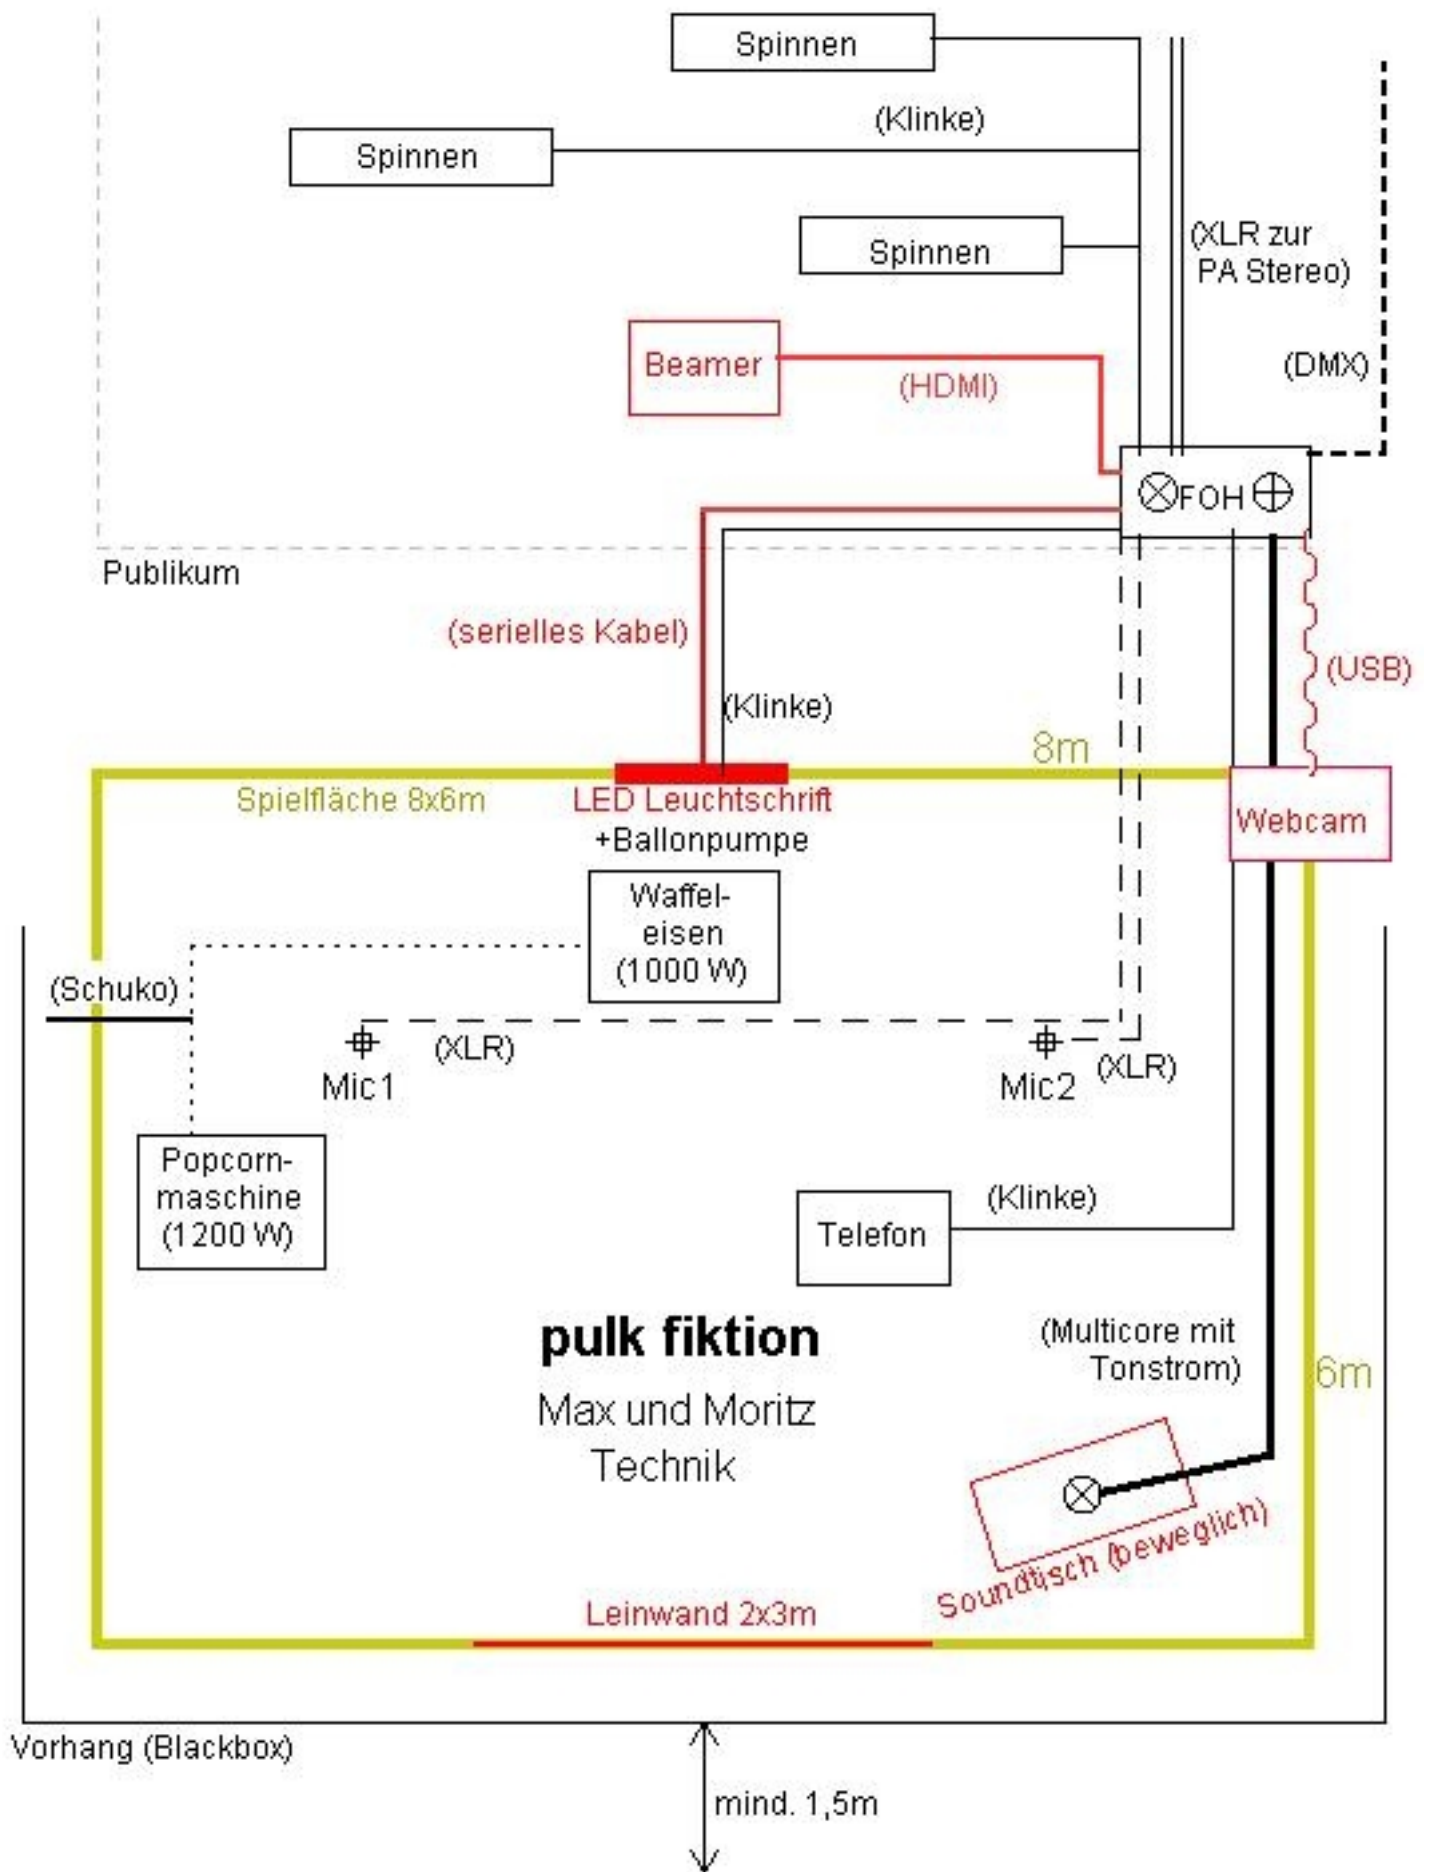 Spinnen
(Klinke)
Spinnen
Spinnen
(XLR zur
PA Stereo)
Beamer
(HDMI)
(DMX)
FOH
Publikum
(serielles Kabel)
(USB)
(Klinke)
8m
Spielfläche 8x6m
LED Leuchtschrift
+Ballonpumpe
Webcam
Waffel-
eisen
(1000 W)
(Schuko)
(XLR)
(XLR)
Mic1
Mic2
Popcorn-
maschine
(1200 W)
(Klinke)
Telefon
pulk fiktion
(Multicore mit
Tonstrom)
6m
Max und Moritz
Technik
Soundtisch (beweglich)
Leinwand 2x3m
Vorhang (Blackbox)
mind. 1,5m